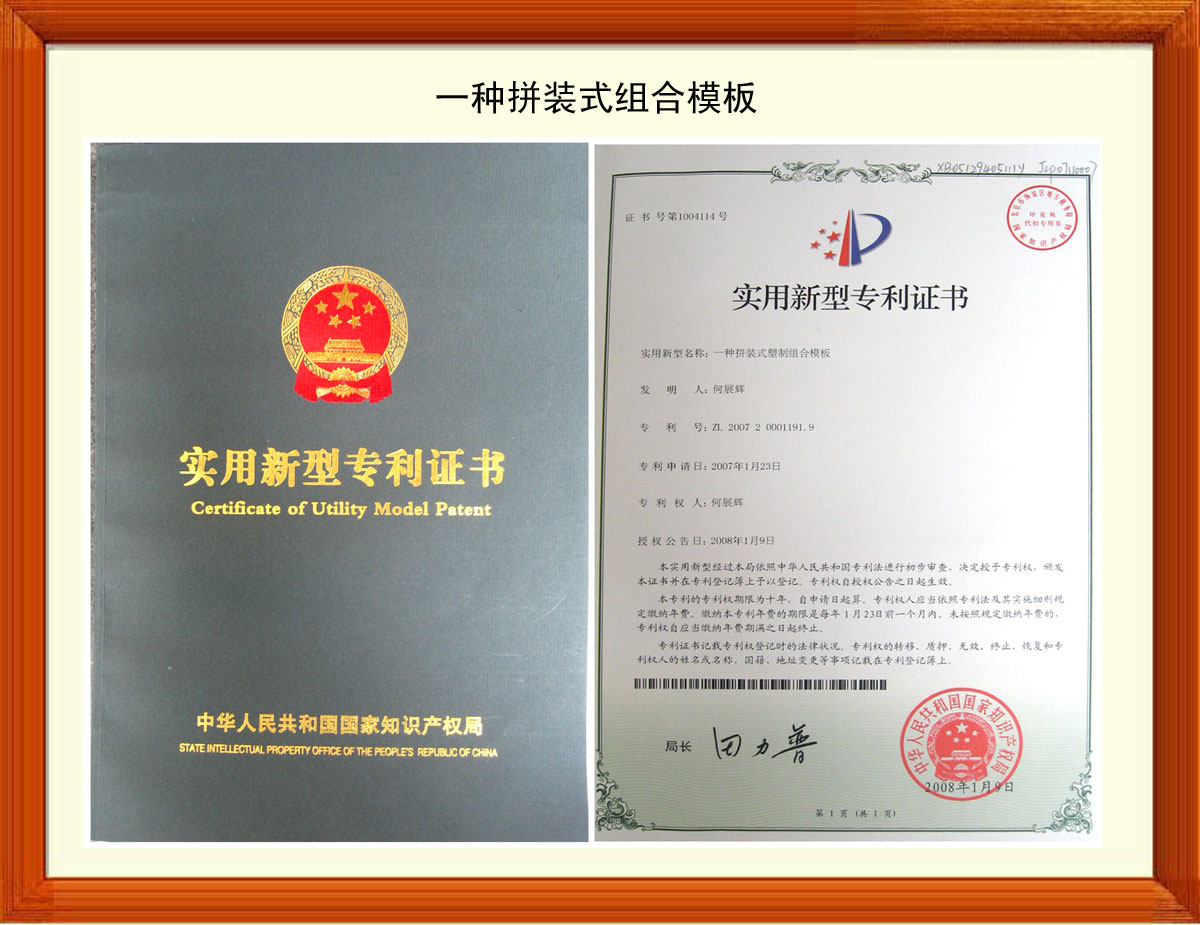 一种拼装式组合模板
实用新型专利证书
Certificate of Utility Model Patent
中华人民共和国国家知识产权局
STATE INTELLECTUAL PROPERTY OFFICE OF THE PEOPLE'S REPUBLIC OF CHINA
证书号第1004114号
实用新型专利证书
实用新型名称：一种拼装式塑制组合模板
发明人：何展辉
专利号：ZL 2007 2 0001191.9
专利申请日：2007年1月23日
专利权人：何展辉
授权公告日：2008年1月9日
本实用新型经过本局依照中华人民共和国专利法进行初步审查，决定授予专利权，颁发
本证书并在专利登记簿上予以登记。专利权自授权公告之日起生效。
本专利的专利权期限为十年，自申请日起算。专利权人应当依照专利法及其实施细则规
定缴纳年费。缴纳本专利年费的期限是每年1月23日前一个月内。未按照规定缴纳年费的，
专利权自应当缴纳年费期满之日起终止。
专利证书记载专利权登记时的法律状况。专利权的转移、质押、无效、终止、恢复和专
利权人的姓名或名称、国籍、地址变更等事项记载在专利登记簿上。
局长 田力普
中华人民共和国国家知识产权局
2008年1月9日
第 1 页 (共 1 页)